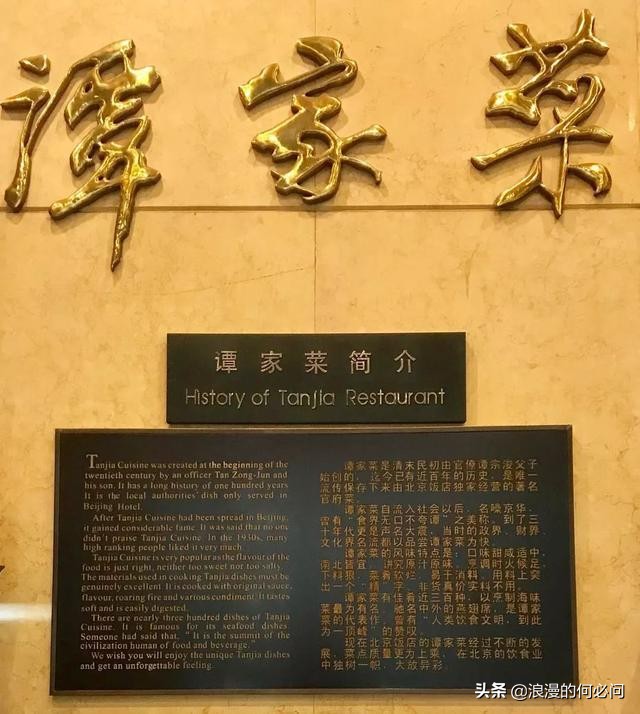 谭家菜
谭家菜简介
History of Tanjia Restaurant
Tanjia Cuisine was created at the beginning of the
twentieth century by an officer Tan Zong-Jun and
his son. It has a long history of one hundred years
It is the local authorities' dish only served in
Beijing Hotel.
After Tanjia Cuisine had been spread in Beijing,
it gained considerable fame. It was said that no one
didn't praise Tanjia Cuisine. In the 1930s, many
high ranking people liked it very much.
Tanjia Cuisine is very popular as the flavour of the
food is just right, neither too sweet nor too salty.
The materials used in cooking Tanjia dishes must be
genuinely excellent. It is cooked with original sauce,
flavour, roaring fire and various condiment. It tastes
soft and is easily digested.
There are nearly three hundred dishes of Tanjia
Cuisine. It is famous for its seafood dishes.
Someone had said that, "It is the summit of the
civilization human of food and beverage."
We wish you will enjoy the unique Tanjia dishes
and get an unforgettable feeling.
谭家菜是清末民初由官僚谭宗浚父子
始创的，迄今已有近百年的历史，是唯一
流传保存下来由北京饭店独家经营的著名
官府菜。
谭家菜自流入社会以后，名噪京华，
曾有“食界无口不夸谭”之美称。到了三
十年代更是声名大震，当时的政界、财界、
文化界名流都以品尝谭家菜为快。
谭家菜的风味特点是：口味甜咸适中，
南北皆宜，讲究原汁原味，烹调时火候足，
下料狠，菜肴软烂，易于消料。用料上突
出一个“精”字，非货真价实料不用。
谭家菜有佳肴近三百种，以烹制海味
菜最为有名，驰名中外的燕翅席，是谭家
菜的代表作，曾有“人类饮食文明，到此
为一顶峰”的赞叹。
现在北京饭店的谭家菜经过不断的发
展，菜点质量更为上乘，在北京的饮食业
中独树一帜，大放异彩。
头条 @浪漫的何必问